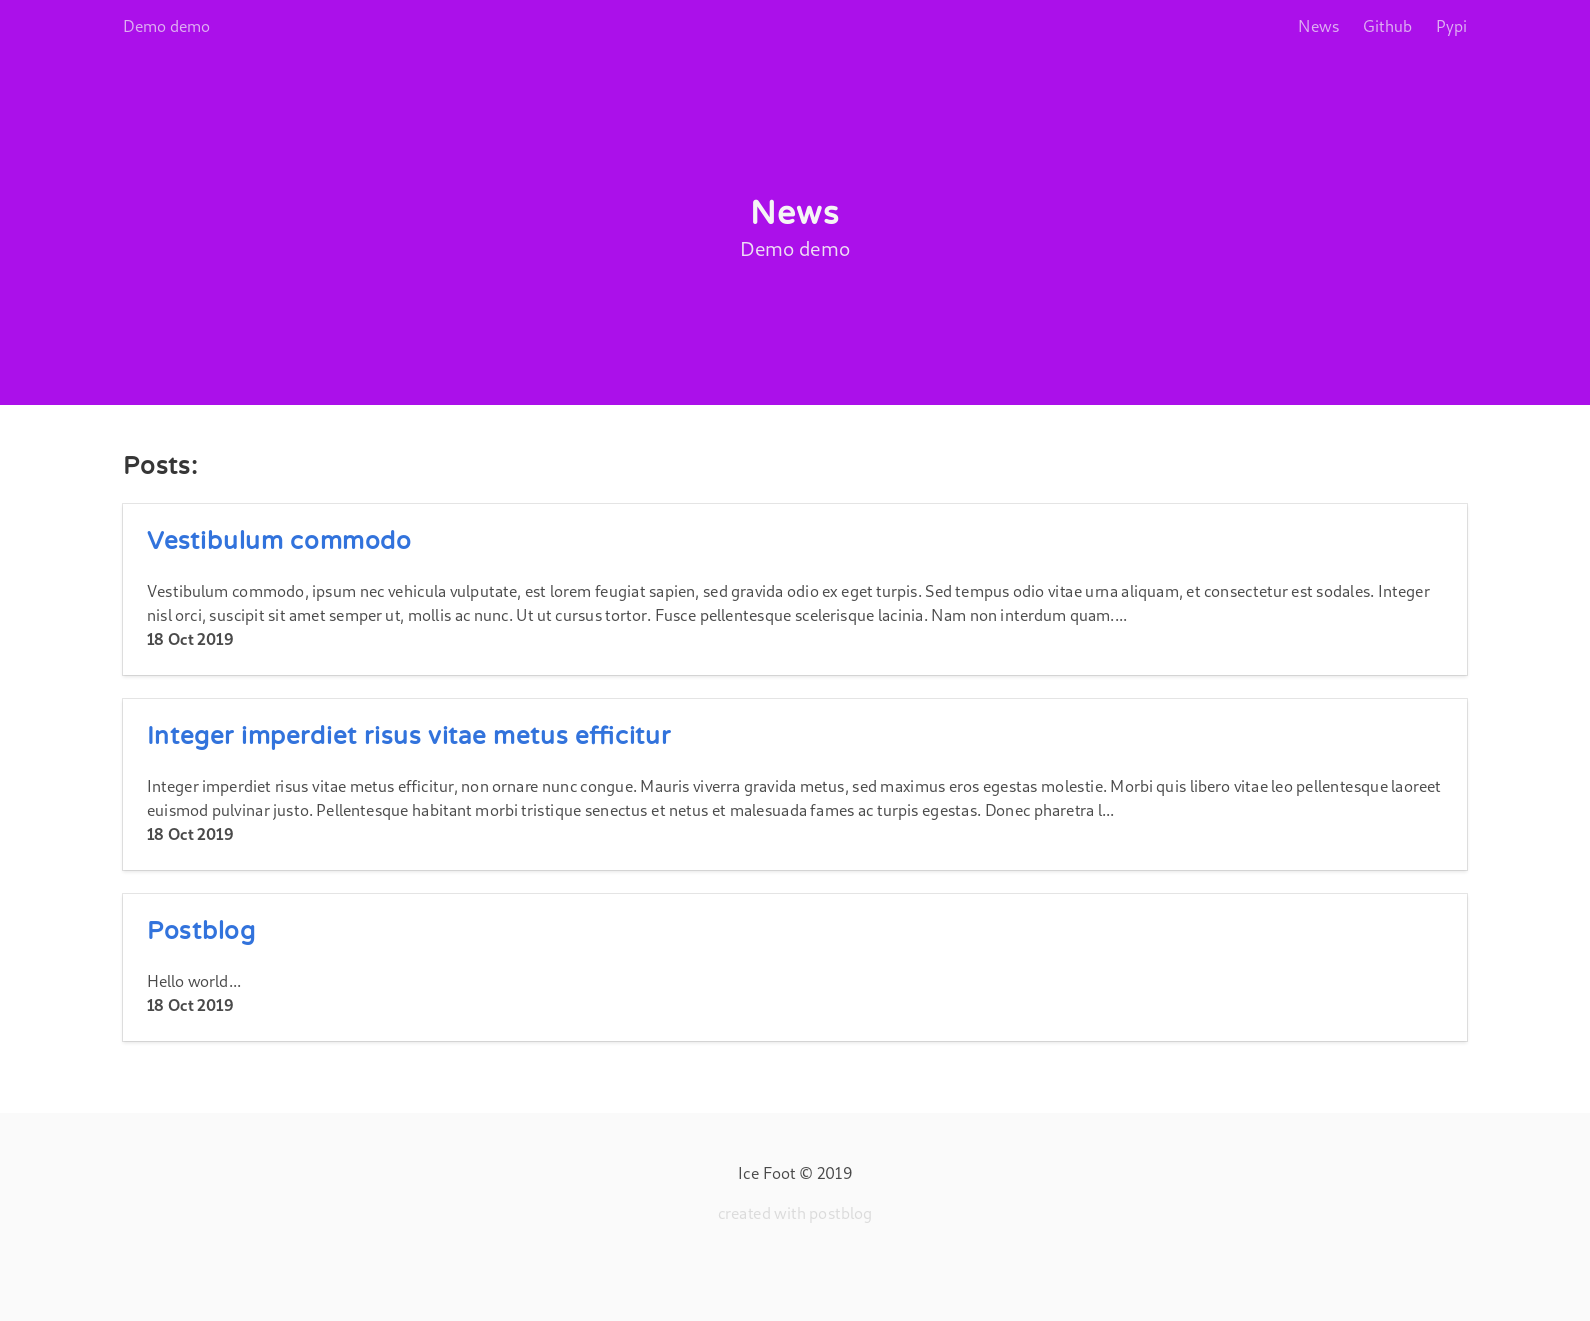 Demo demo
News Github Pypi
News
Demo demo
Posts:
Vestibulum commodo
Vestibulum commodo, ipsum nec vehicula vulputate, est lorem feugiat sapien, sed gravida odio ex eget turpis. Sed tempus odio vitae urna aliquam, et consectetur est sodales. Integer
nisl orci, suscipit sit amet semper ut, mollis ac nunc. Ut ut cursus tortor. Fusce pellentesque scelerisque lacinia. Nam non interdum quam....
18 Oct 2019
Integer imperdiet risus vitae metus efficitur
Integer imperdiet risus vitae metus efficitur, non ornare nunc congue. Mauris viverra gravida metus, sed maximus eros egestas molestie. Morbi quis libero vitae leo pellentesque laoreet
euismod pulvinar justo. Pellentesque habitant morbi tristique senectus et netus et malesuada fames ac turpis egestas. Donec pharetra l...
18 Oct 2019
Postblog
Hello world...
18 Oct 2019
Ice Foot © 2019
created with postblog